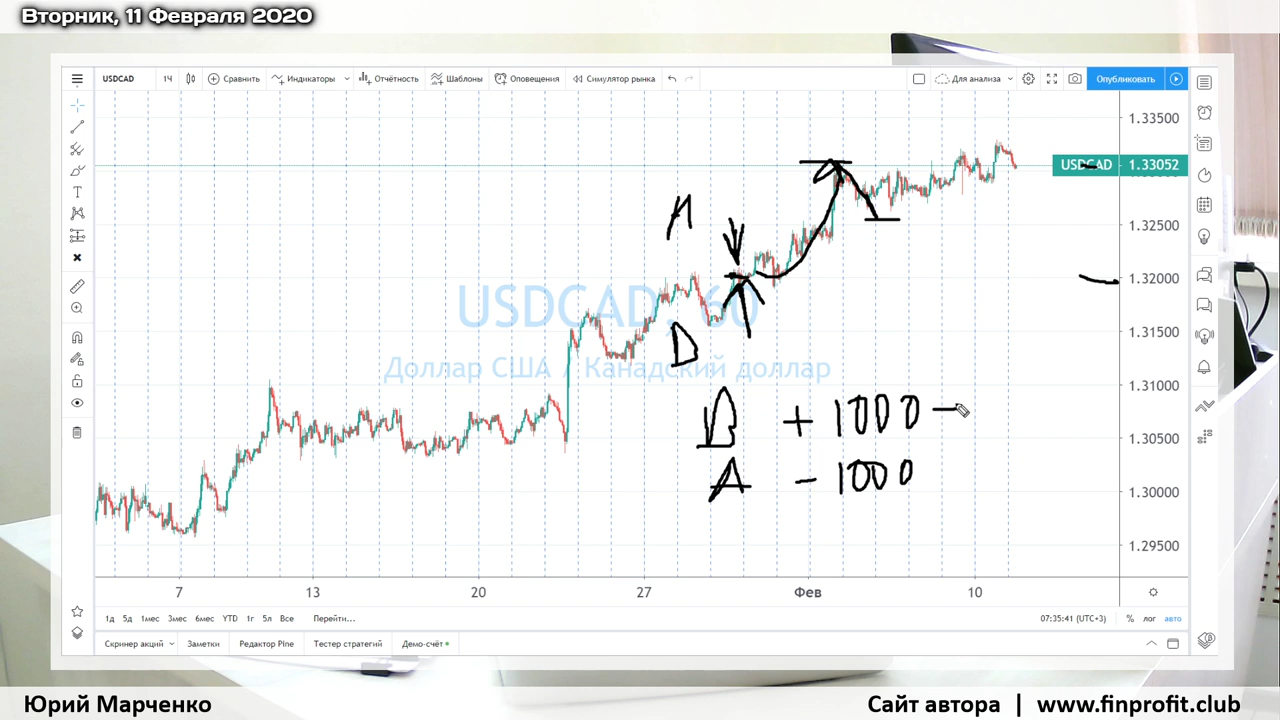 Вторник, 11 Февраля 2020
USDCAD 1Ч Сравнить Индикаторы Отчётность Шаблоны Оповещения Симулятор рынка Для анализа Опубликовать
1.33500
USDCAD 1.33052
1.32500
1.32000
1.31500
1.31000
1.30500
1.30000
1.29500
USDCAD, 60
Доллар США / Канадский доллар
A
D
B + 1000 –
A – 1000
7 13 20 27 Фев 10
1д 5д 1мес 3мес 6мес YTD 1г 5л Все Перейти... 07:35:41 (UTC+3) % лог авто
Скринер акций Заметки Редактор Pine Тестер стратегий Демо-счёт
Юрий Марченко Сайт автора | www.finprofit.club